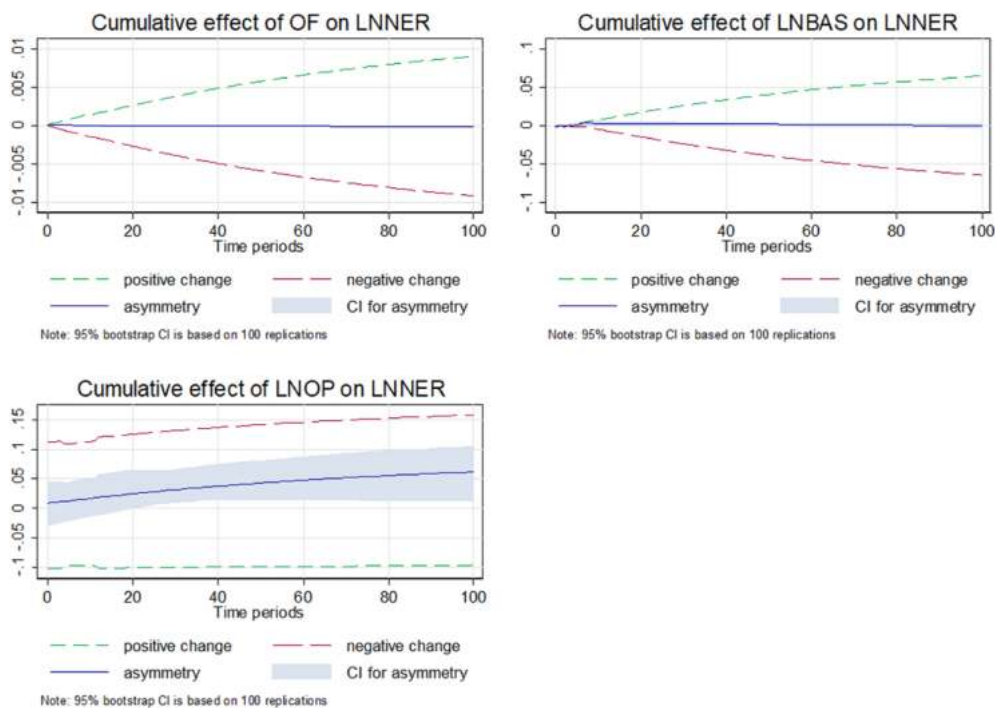 Cumulative effect of OF on LNNER
.01
.005
0
-.005
-.01
0 20 40 60 80 100
Time periods
positive change negative change
asymmetry CI for asymmetry
Note: 95% bootstrap CI is based on 100 replications
Cumulative effect of LNBAS on LNNER
.1
.05
0
-.05
-.1
0 20 40 60 80 100
Time periods
positive change negative change
asymmetry CI for asymmetry
Note: 95% bootstrap CI is based on 100 replications
Cumulative effect of LNOP on LNNER
.15
.1
.05
0
-.05
-.1
0 20 40 60 80 100
Time periods
positive change negative change
asymmetry CI for asymmetry
Note: 95% bootstrap CI is based on 100 replications